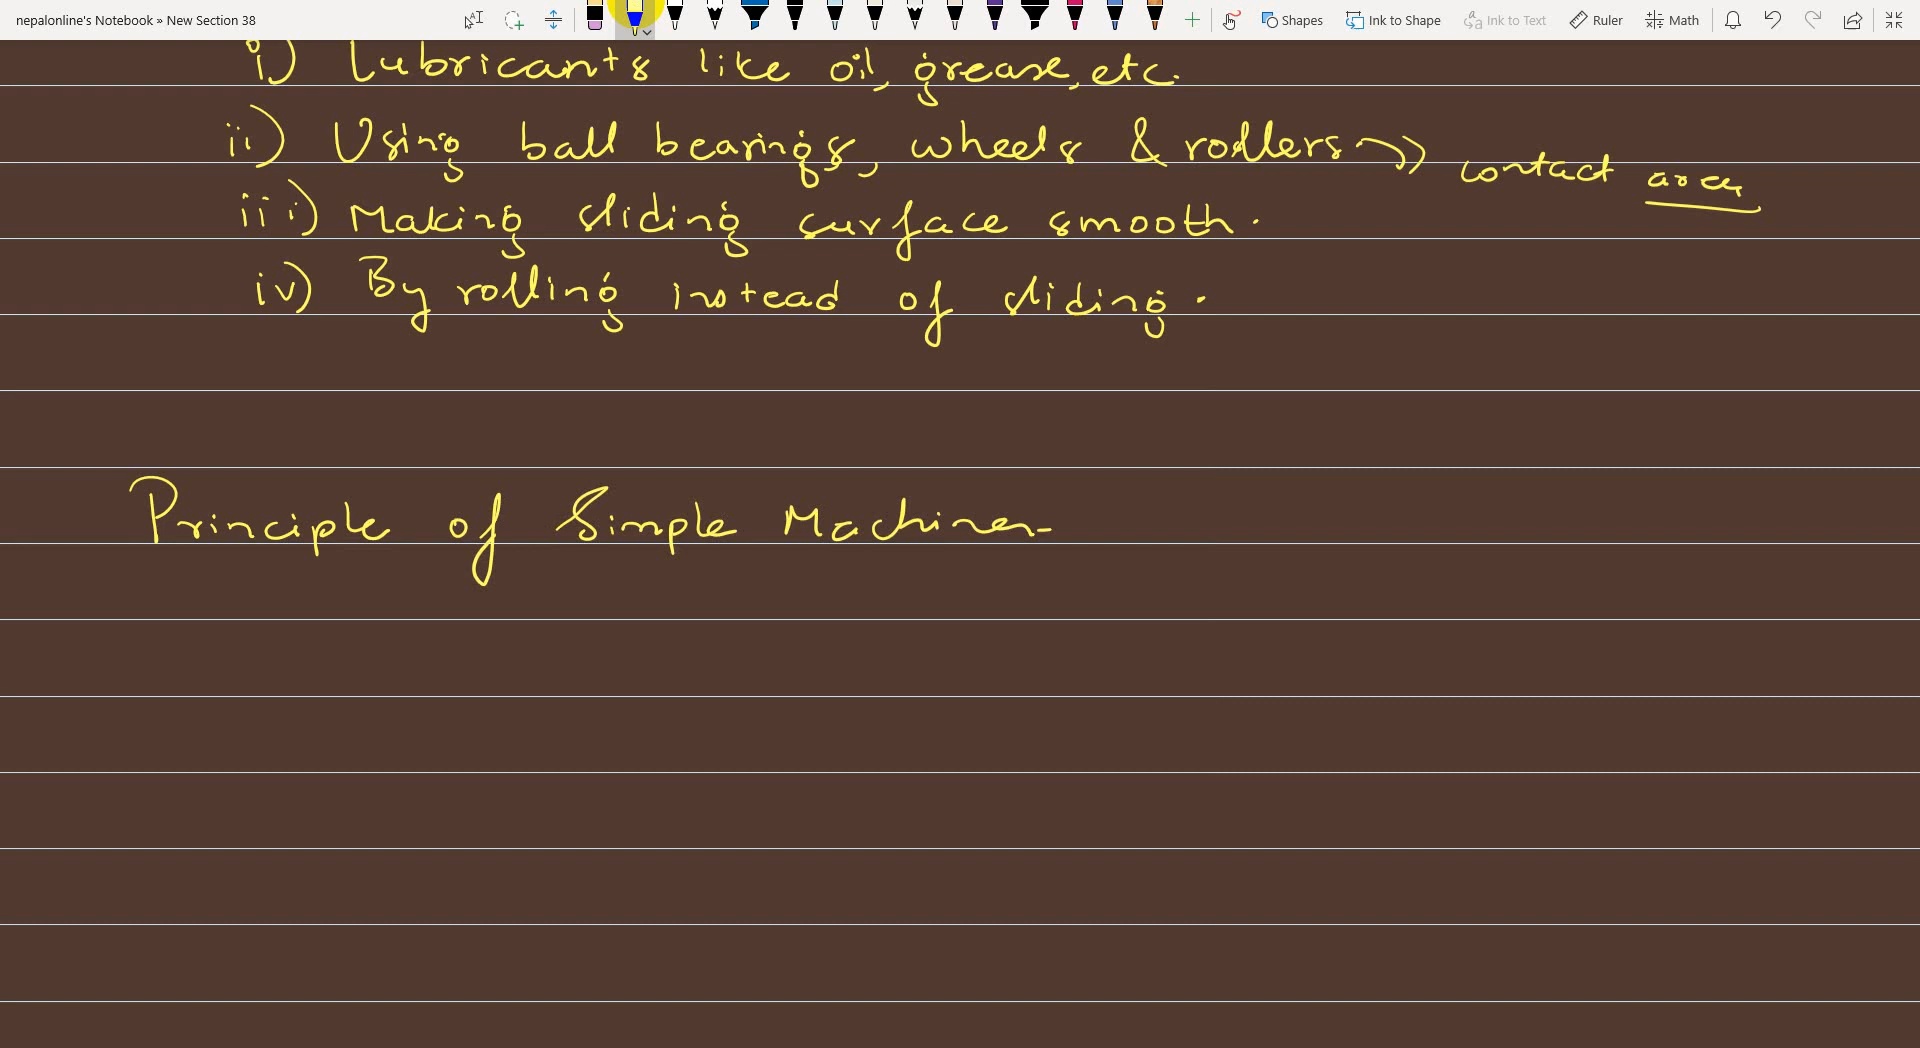 nepalonline's Notebook » New Section 38
Shapes Ink to Shape Ink to Text Ruler Math
i) Lubricants like oil, grease, etc.
ii) Using ball bearings, wheels & rollers → contact area
iii) Making sliding surface smooth.
iv) By rolling instead of sliding.
Principle of Simple Machines-